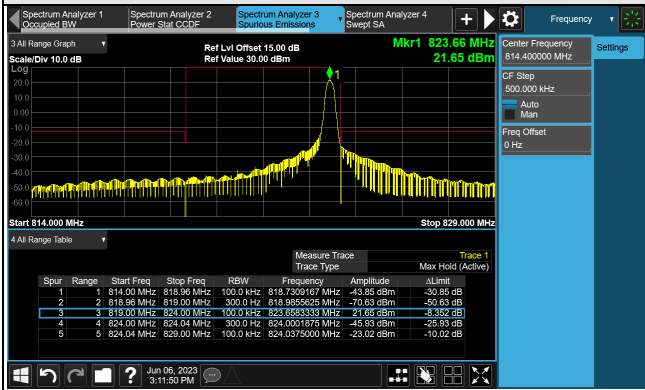 Spectrum Analyzer 1
Occupied BW
Spectrum Analyzer 2
Power Stat CCDF
Spectrum Analyzer 3
Spurious Emissions
Spectrum Analyzer 4
Swept SA
+
Frequency
3 All Range Graph
Scale/Div 10.0 dB
Ref Lvl Offset 15.00 dB
Ref Value 30.00 dBm
Mkr1 823.66 MHz
21.65 dBm
Log
20.0
10.0
0.00
-10.0
-20.0
-30.0
-40.0
-50.0
-60.0
1
Start 814.000 MHz
Stop 829.000 MHz
Center Frequency
814.400000 MHz
Settings
CF Step
500.000 kHz
Auto
Man
Freq Offset
0 Hz
4 All Range Table
Measure Trace Trace 1
Trace Type Max Hold (Active)
Spur Range Start Freq Stop Freq RBW Frequency Amplitude ΔLimit
1 1 814.00 MHz 818.96 MHz 100.0 kHz 818.7309167 MHz -43.85 dBm -30.85 dB
2 2 818.96 MHz 819.00 MHz 300.0 Hz 818.9855625 MHz -70.63 dBm -50.63 dB
3 3 819.00 MHz 824.00 MHz 100.0 kHz 823.6583333 MHz 21.65 dBm -8.352 dB
4 4 824.00 MHz 824.04 MHz 300.0 Hz 824.0001875 MHz -45.93 dBm -25.93 dB
5 5 824.04 MHz 829.00 MHz 100.0 kHz 824.0375000 MHz -23.02 dBm -10.02 dB
?
Jun 06, 2023
3:11:50 PM